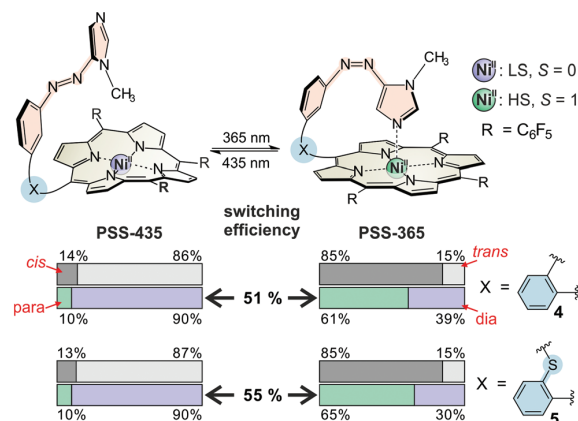 N
N
CH₃
N
N
R
Ni^II
N
N
N
N
R
R
X
365 nm
435 nm
N
N
N
CH₃
N
R
Ni^II
N
N
N
N
R
R
X
Ni^II : LS, S = 0
Ni^II : HS, S = 1
R = C₆F₅
PSS-435
switching
efficiency
PSS-365
cis
14%
86%
85%
15%
trans
para
51 %
dia
10%
90%
61%
39%
X =
4
13%
87%
85%
15%
55 %
10%
90%
65%
30%
X =
S
5